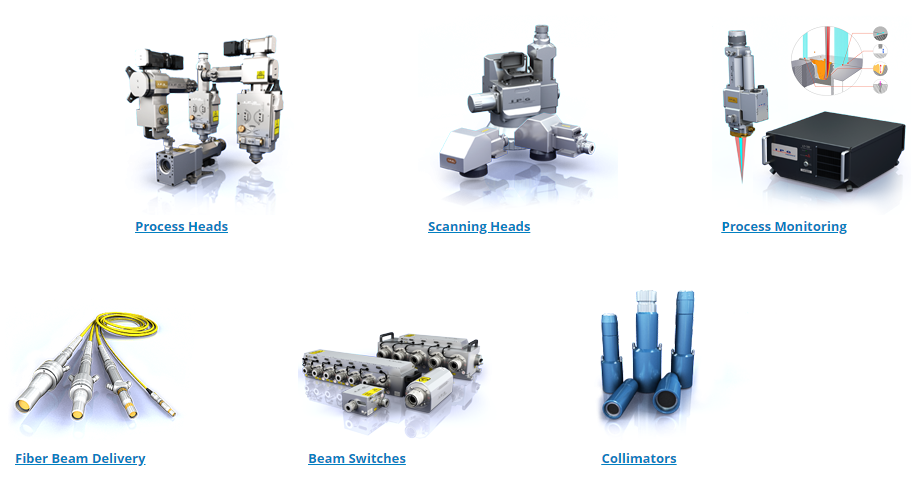 Process Heads
Scanning Heads
Process Monitoring
Fiber Beam Delivery
Beam Switches
Collimators